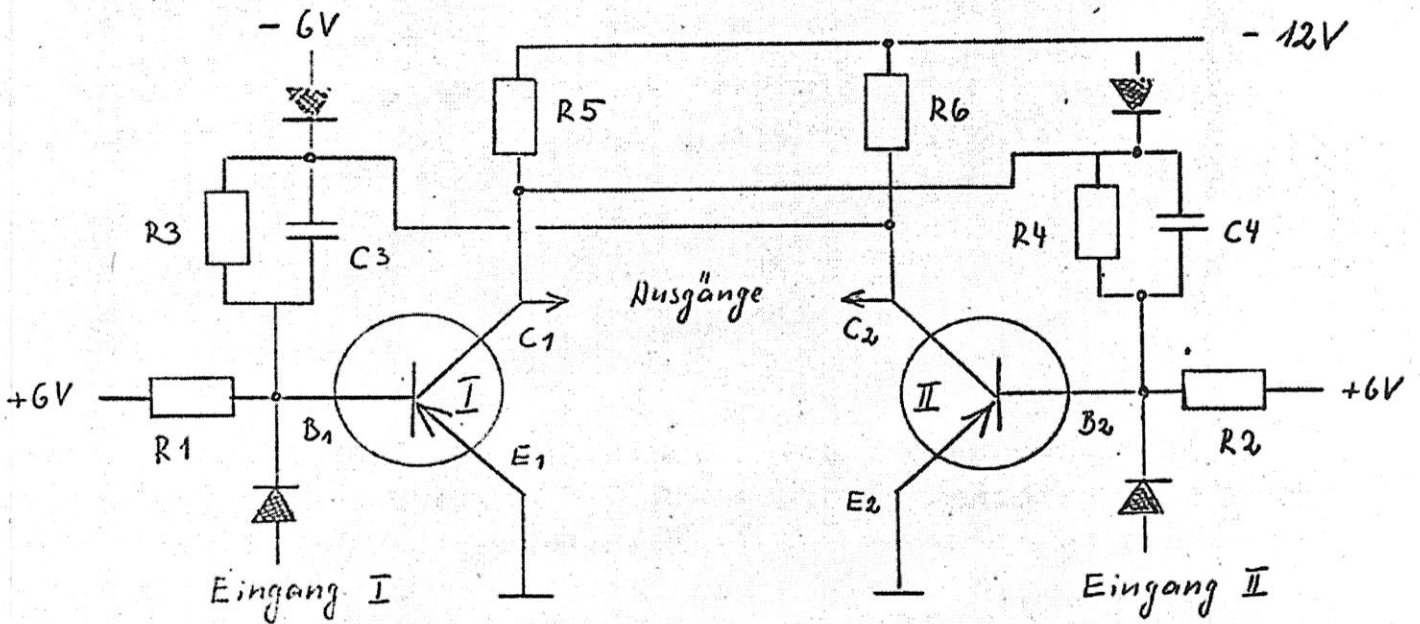 - 6V
- 12V
R5
R6
R3
C3
R4
C4
Ausgänge
C1
C2
+6V
I
II
+6V
R1
B1
B2
R2
E1
E2
Eingang I
Eingang II